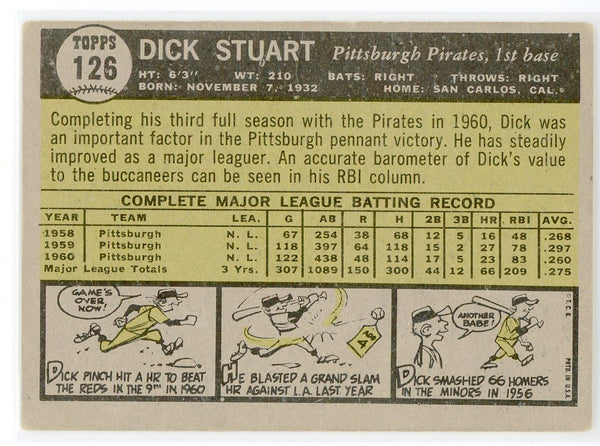 TOPPS
126
DICK STUART Pittsburgh Pirates, 1st base
HT: 6'3" WT: 210 BATS: RIGHT THROWS: RIGHT
BORN: NOVEMBER 7, 1932 HOME: SAN CARLOS, CAL.
Completing his third full season with the Pirates in 1960, Dick was
an important factor in the Pittsburgh pennant victory. He has steadily
improved as a major leaguer. An accurate barometer of Dick's value
to the buccaneers can be seen in his RBI column.
COMPLETE MAJOR LEAGUE BATTING RECORD
YEAR TEAM LEA. G AB R H 2B 3B HR RBI AVG.
1958 Pittsburgh N. L. 67 254 38 68 12 5 16 48 .268
1959 Pittsburgh N. L. 118 397 64 118 15 2 27 78 .297
1960 Pittsburgh N. L. 122 438 48 114 17 5 23 83 .260
Major League Totals 3 Yrs. 307 1089 150 300 44 12 66 209 .275
GAME'S
OVER
NOW!
DICK PINCH HIT A HR TO BEAT
THE REDS IN THE 9TH IN 1960
ADD
4
HE BLASTED A GRAND SLAM
HR AGAINST L.A. LAST YEAR
ANOTHER
BABE!
DICK SMASHED 66 HOMERS
IN THE MINORS IN 1956
© T.C.G. PRTD. IN U.S.A.